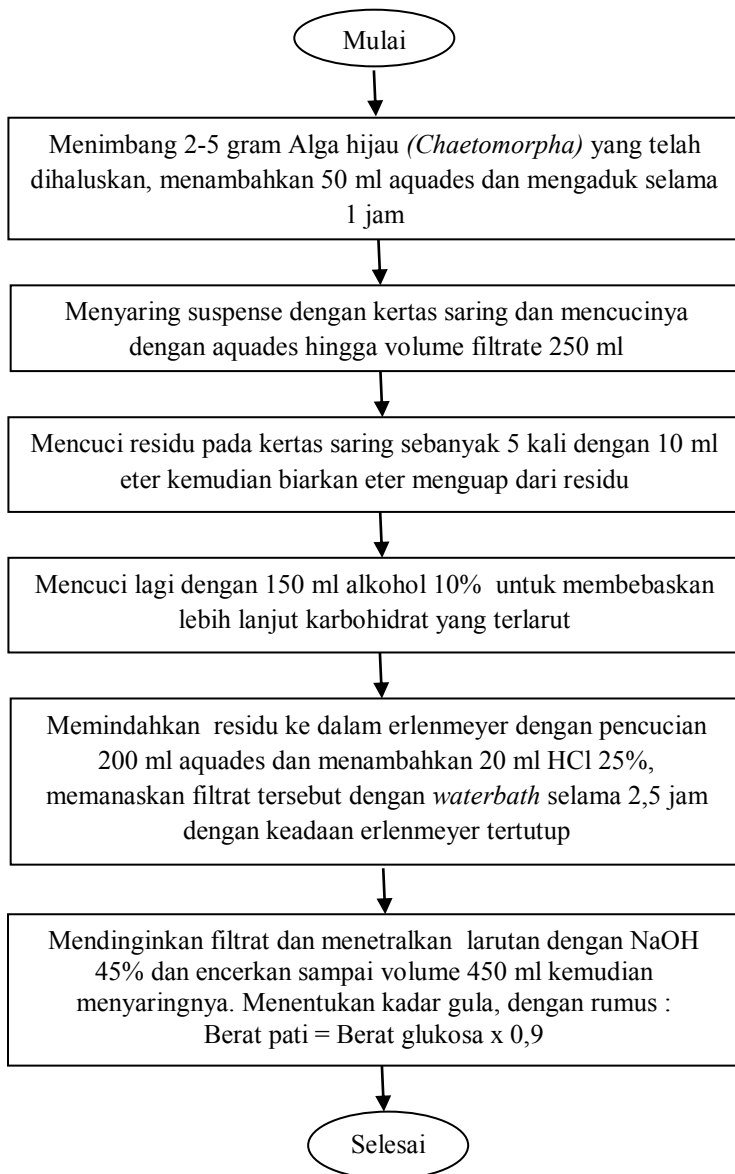 Mulai
Menimbang 2-5 gram Alga hijau (Chaetomorpha) yang telah
dihaluskan, menambahkan 50 ml aquades dan mengaduk selama
1 jam
Menyaring suspense dengan kertas saring dan mencucinya
dengan aquades hingga volume filtrate 250 ml
Mencuci residu pada kertas saring sebanyak 5 kali dengan 10 ml
eter kemudian biarkan eter menguap dari residu
Mencuci lagi dengan 150 ml alkohol 10% untuk membebaskan
lebih lanjut karbohidrat yang terlarut
Memindahkan residu ke dalam erlenmeyer dengan pencucian
200 ml aquades dan menambahkan 20 ml HCl 25%,
memanaskan filtrat tersebut dengan waterbath selama 2,5 jam
dengan keadaan erlenmeyer tertutup
Mendinginkan filtrat dan menetralkan larutan dengan NaOH
45% dan encerkan sampai volume 450 ml kemudian
menyaringnya. Menentukan kadar gula, dengan rumus :
Berat pati = Berat glukosa x 0,9
Selesai